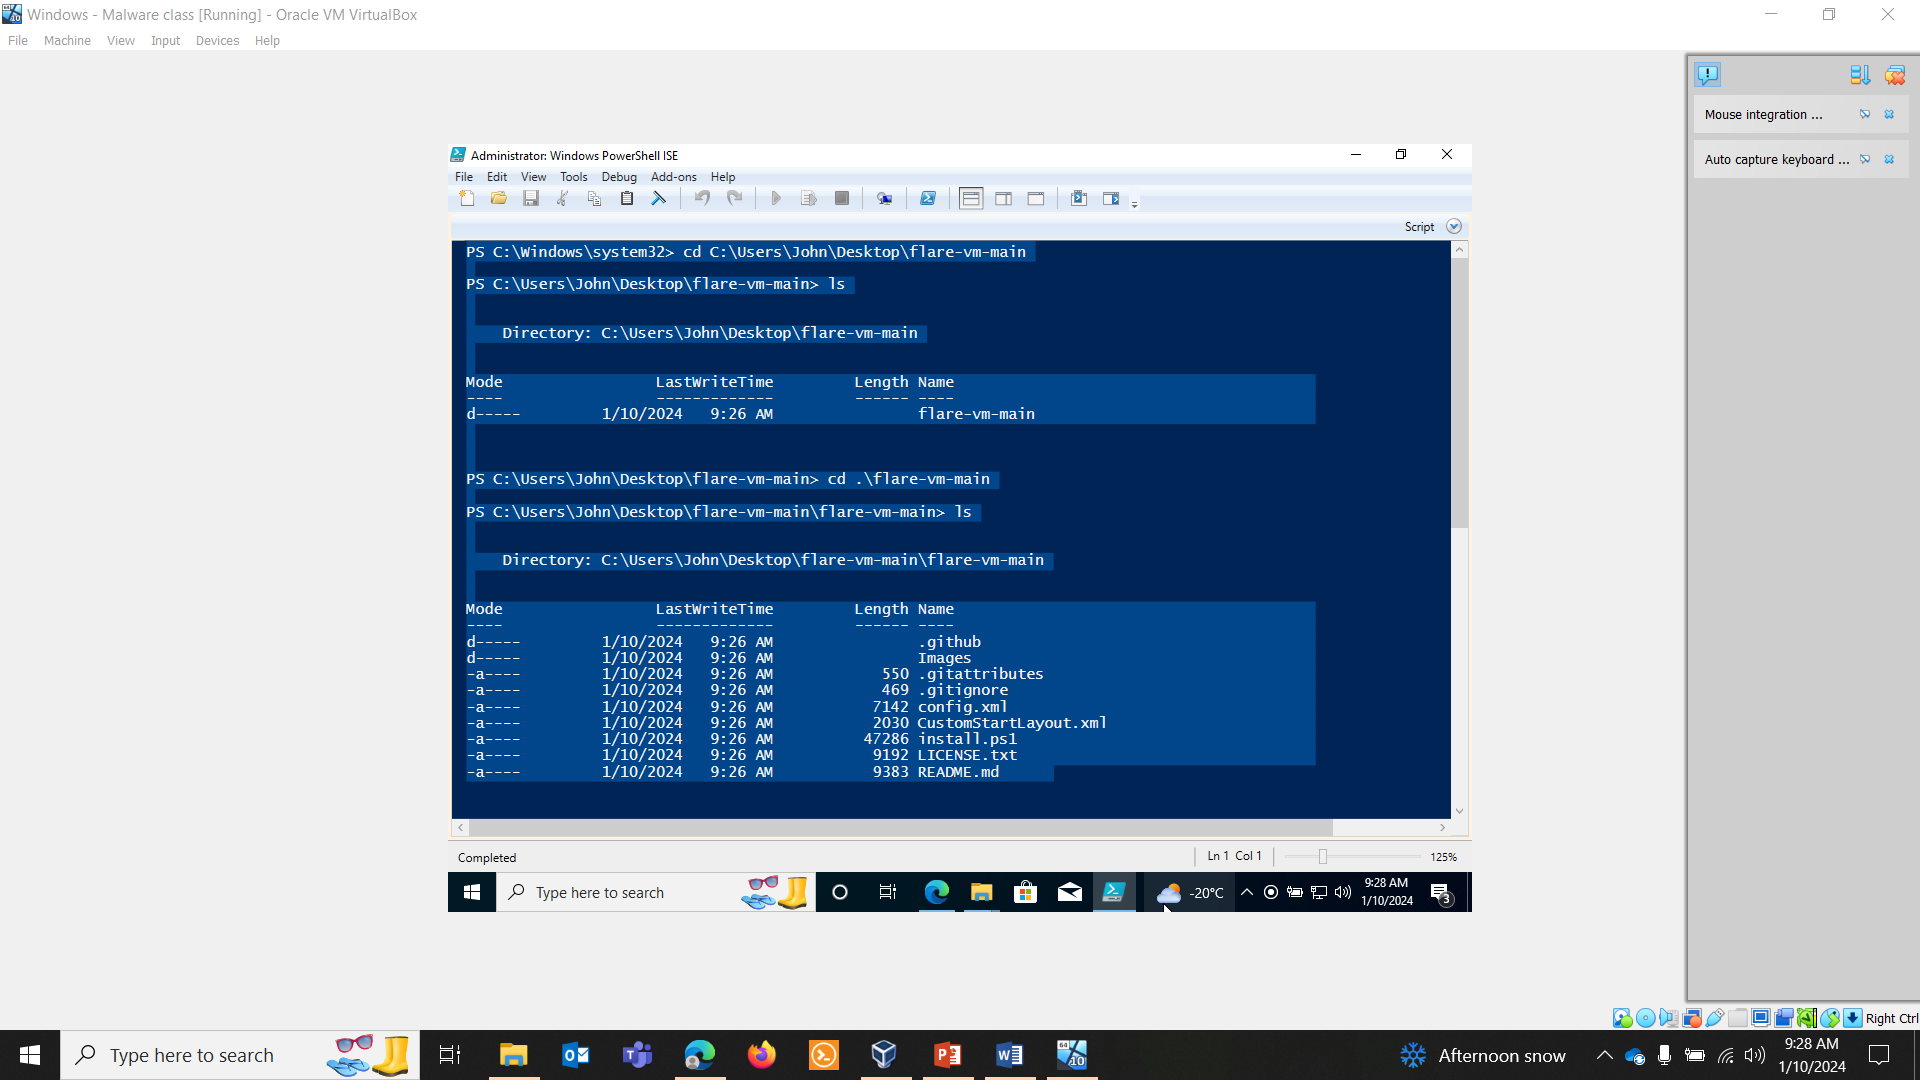 Windows - Malware class [Running] - Oracle VM VirtualBox
File Machine View Input Devices Help
Mouse integration ...
Auto capture keyboard ...
Administrator: Windows PowerShell ISE
File Edit View Tools Debug Add-ons Help
Script
PS C:\Windows\system32> cd C:\Users\John\Desktop\flare-vm-main
PS C:\Users\John\Desktop\flare-vm-main> ls
Directory: C:\Users\John\Desktop\flare-vm-main
Mode LastWriteTime Length Name
---- ------------- ------ ----
d----- 1/10/2024 9:26 AM flare-vm-main
PS C:\Users\John\Desktop\flare-vm-main> cd .\flare-vm-main
PS C:\Users\John\Desktop\flare-vm-main\flare-vm-main> ls
Directory: C:\Users\John\Desktop\flare-vm-main\flare-vm-main
Mode LastWriteTime Length Name
---- ------------- ------ ----
d----- 1/10/2024 9:26 AM .github
d----- 1/10/2024 9:26 AM Images
-a---- 1/10/2024 9:26 AM 550 .gitattributes
-a---- 1/10/2024 9:26 AM 469 .gitignore
-a---- 1/10/2024 9:26 AM 7142 config.xml
-a---- 1/10/2024 9:26 AM 2030 CustomStartLayout.xml
-a---- 1/10/2024 9:26 AM 47286 install.ps1
-a---- 1/10/2024 9:26 AM 9192 LICENSE.txt
-a---- 1/10/2024 9:26 AM 9383 README.md
Completed Ln 1 Col 1 125%
Type here to search -20°C 9:28 AM
1/10/2024 3
Right Ctrl
Type here to search Afternoon snow 9:28 AM
1/10/2024